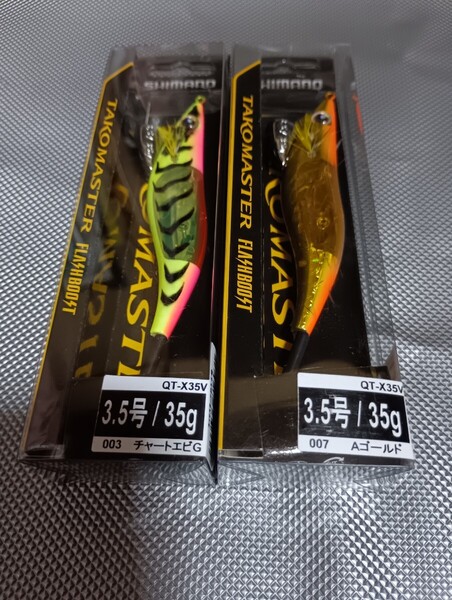 SHIMANO
TAKOMASTER FLASHBOOST
OMASTE
QT-X35V
3.5号 / 35g
003 チャートエビG
SHIMANO
TAKOMASTER FLASHBOOST
QT-X35V
3.5号 / 35g
007 Aゴールド